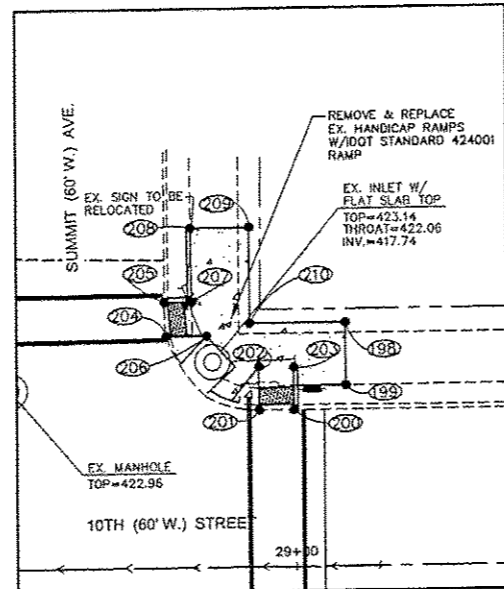 SUMMIT (60' W.) AVE.
REMOVE & REPLACE
EX. HANDICAP RAMPS
W/IDOT STANDARD 424001
RAMP
EX. SIGN TO BE
RELOCATED
209
208
EX. INLET W/
FLAT SLAB TOP
TOP=423.14
THROAT=422.06
INV.=417.74
205
207
210
204
206
202
203
198
199
201
200
EX. MANHOLE
TOP=422.96
10TH (60' W.) STREET
29+00